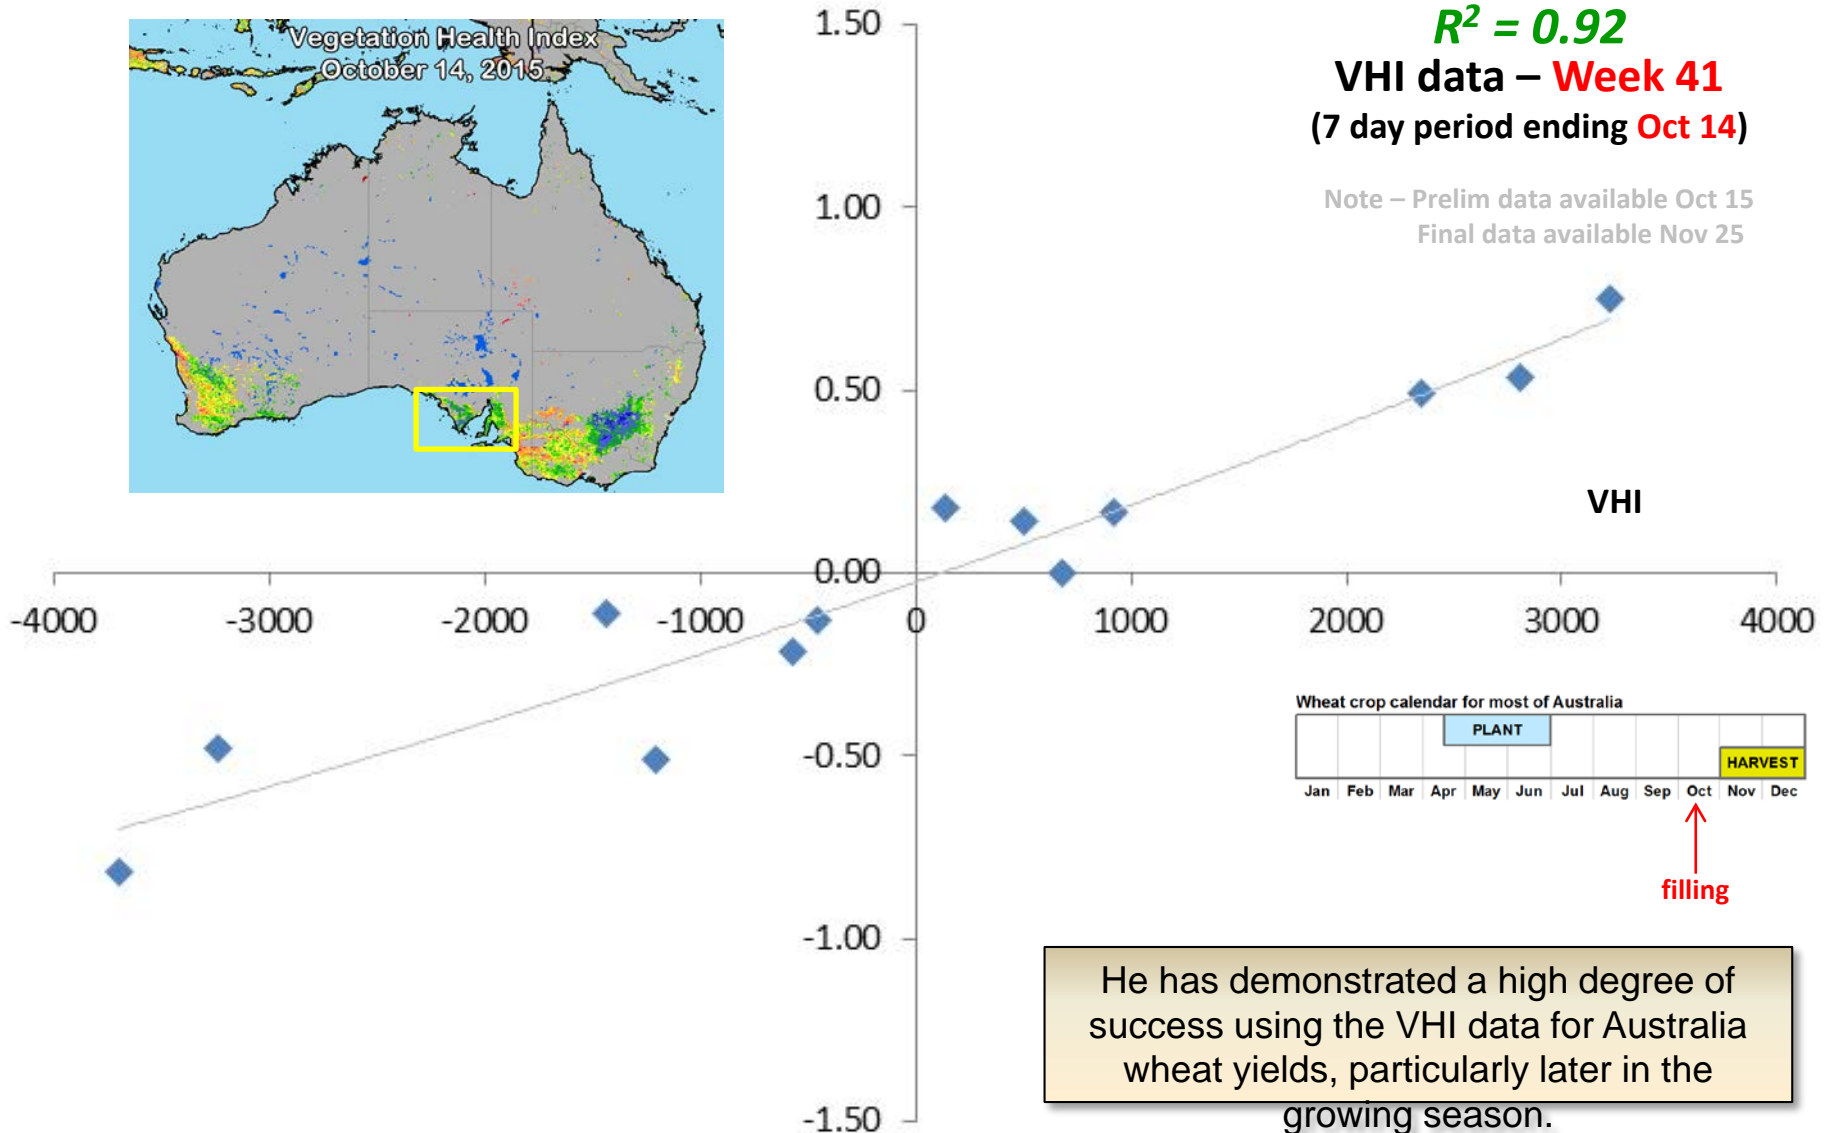 Vegetation Health Index
October 14, 2015
R² = 0.92
VHI data – Week 41
(7 day period ending Oct 14)
Note – Prelim data available Oct 15
Final data available Nov 25
1.50
1.00
0.50
0.00
-0.50
-1.00
-1.50
-4000 -3000 -2000 -1000 0 1000 2000 3000 4000
VHI
Wheat crop calendar for most of Australia
PLANT
HARVEST
Jan Feb Mar Apr May Jun Jul Aug Sep Oct Nov Dec
filling
He has demonstrated a high degree of
success using the VHI data for Australia
wheat yields, particularly later in the
growing season.